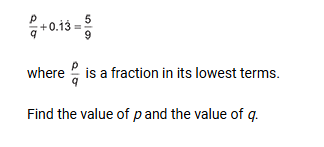 p/q + 0.1̇3̇ = 5/9
where p/q is a fraction in its lowest terms.
Find the value of p and the value of q.